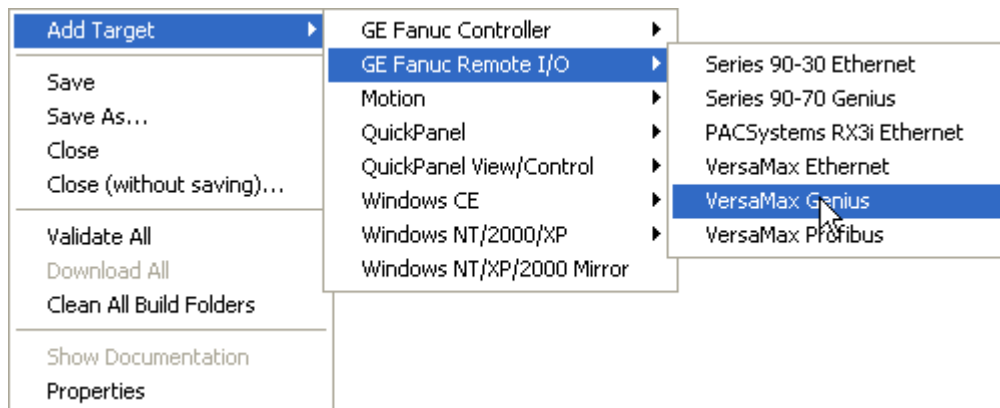 Add Target
Save
Save As...
Close
Close (without saving)...
Validate All
Download All
Clean All Build Folders
Show Documentation
Properties
GE Fanuc Controller
GE Fanuc Remote I/O
Motion
QuickPanel
QuickPanel View/Control
Windows CE
Windows NT/2000/XP
Windows NT/XP/2000 Mirror
Series 90-30 Ethernet
Series 90-70 Genius
PACSystems RX3i Ethernet
VersaMax Ethernet
VersaMax Genius
VersaMax Profibus